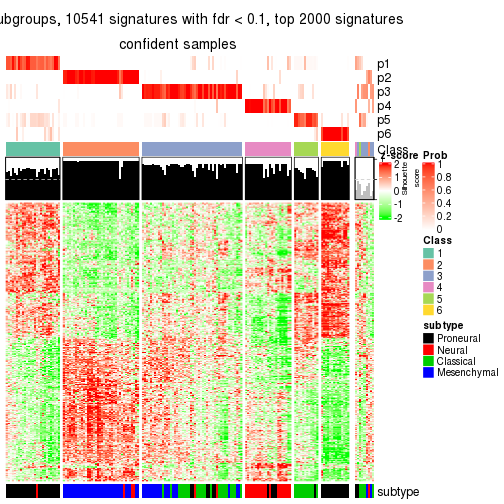 ubgroups, 10541 signatures with fdr < 0.1, top 2000 signatures
confident samples
p1
p2
p3
p4
p5
p6
Class
z-score
2
1
0
-1
-2
Silhouette
score
Prob
1
0.8
0.6
0.4
0.2
0
Class
1
2
3
4
5
6
subtype
Proneural
Neural
Classical
Mesenchymal
subtype